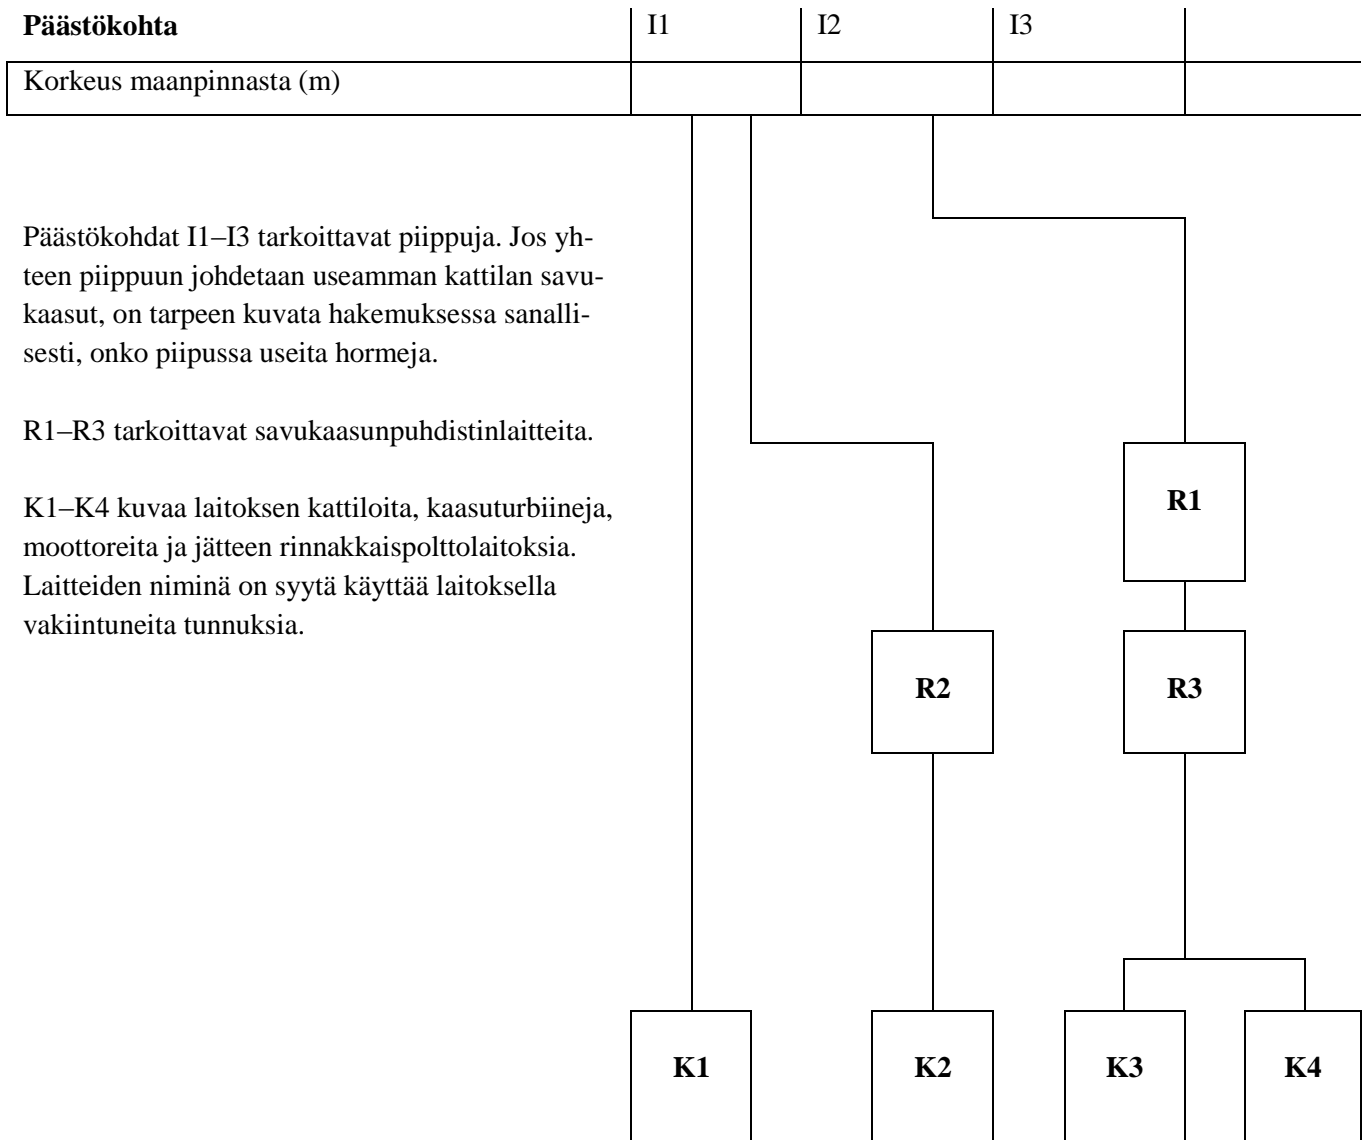 Päästökohta I1 I2 I3
Korkeus maanpinnasta (m)
Päästökohdat I1–I3 tarkoittavat piippuja. Jos yh-
teen piippuun johdetaan useamman kattilan savu-
kaasut, on tarpeen kuvata hakemuksessa sanalli-
sesti, onko piipussa useita hormeja.
R1–R3 tarkoittavat savukaasunpuhdistinlaitteita.
K1–K4 kuvaa laitoksen kattiloita, kaasuturbiineja,
moottoreita ja jätteen rinnakkaispolttolaitoksia.
Laitteiden niminä on syytä käyttää laitoksella
vakiintuneita tunnuksia.
R1
R2 R3
K1 K2 K3 K4